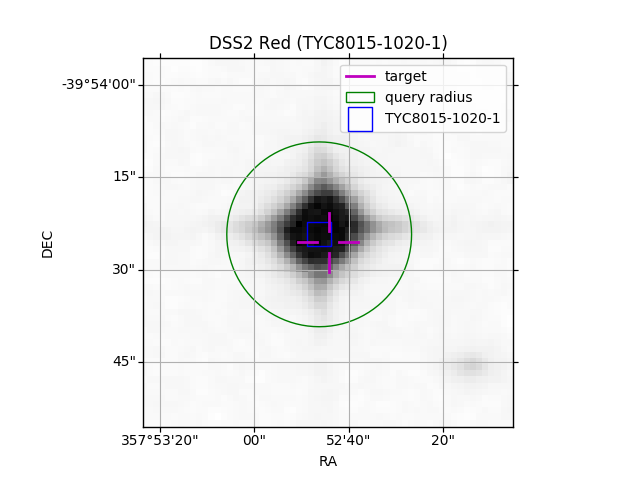 DSS2 Red (TYC8015-1020-1)
target
query radius
TYC8015-1020-1
-39°54'00"
15"
30"
45"
DEC
357°53'20"
00"
52'40"
20"
RA